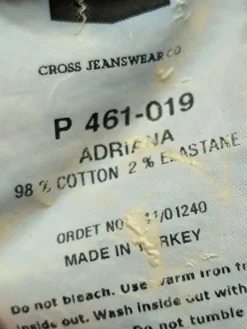 CROSS JEANSWEAR CO.
P 461-019
ADRIANA
98 % COTTON 2 % ELASTANE
ORDET NO 11/01240
MADE IN TURKEY
Do not bleach. Use warm iron
inside out. Wash inside out with
Do not tumble